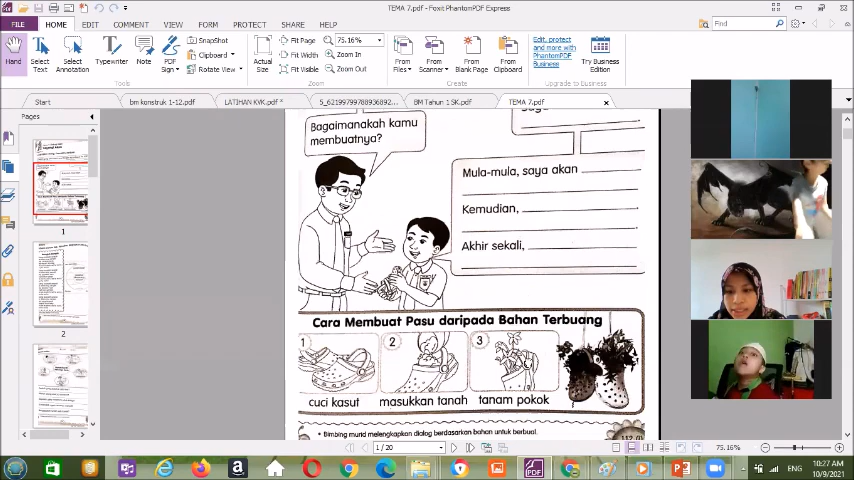 TEMA 7.pdf - Foxit PhantomPDF Express
FILE HOME EDIT COMMENT VIEW FORM PROTECT SHARE HELP
Find
Hand
Select Text
Select Annotation
Typewriter
Note
PDF Sign
SnapShot
Clipboard
Rotate View
Tools
Actual Size
Fit Page
Fit Width
Fit Visible
75.16%
Zoom In
Zoom Out
Zoom
From Files
From Scanner
From Blank Page
From Clipboard
Create
Edit, protect
and more with
PhantomPDF
Business
Try Business Edition
Upgrade to Business
Start
bm konstruk 1-12.pdf
LATIHAN KVK.pdf *
5_62199799788936892...
BM Tahun 1 SK.pdf
TEMA 7.pdf
Pages
1
2
Bagaimanakah kamu
membuatnya?
Mula-mula, saya akan
Kemudian,
Akhir sekali,
Cara Membuat Pasu daripada Bahan Terbuang
1
2
3
cuci kasut
masukkan tanah
tanam pokok
• Bimbing murid melengkapkan dialog berdasarkan bahan untuk berbual.
1 / 20
75.16%
ENG
10:27 AM
10/9/2021